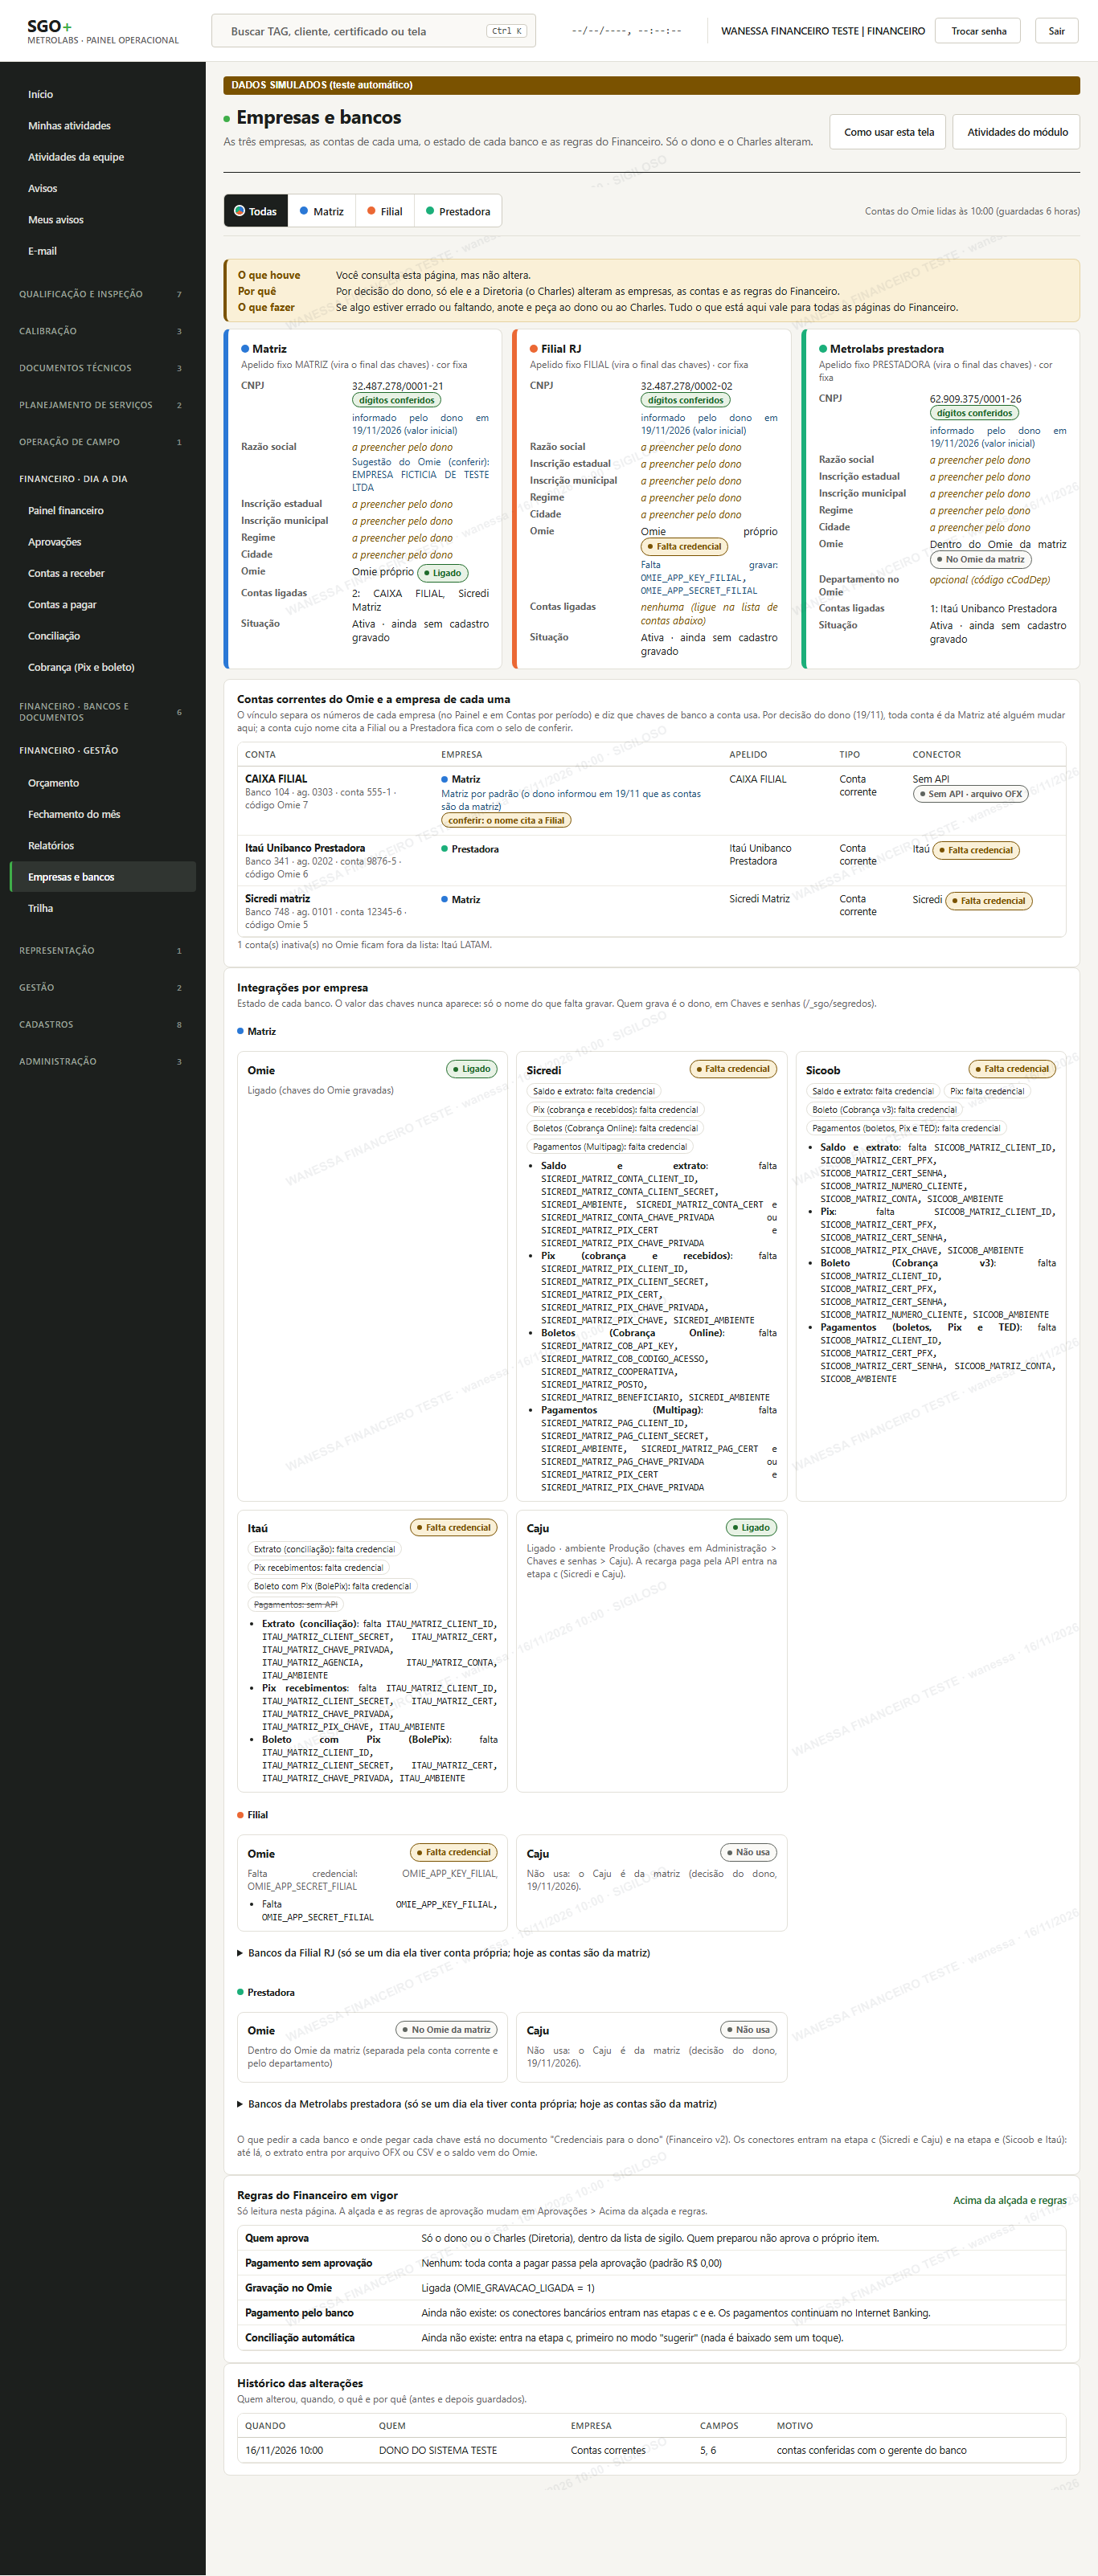 SGO+
METROLABS · PAINEL OPERACIONAL
Buscar TAG, cliente, certificado ou tela
Ctrl K
--/--/----, --:--:--
WANESSA FINANCEIRO TESTE | FINANCEIRO
Trocar senha
Sair
Início
Minhas atividades
Atividades da equipe
Avisos
Meus avisos
E-mail
QUALIFICAÇÃO E INSPEÇÃO 7
CALIBRAÇÃO 3
DOCUMENTOS TÉCNICOS 3
PLANEJAMENTO DE SERVIÇOS 2
OPERAÇÃO DE CAMPO 1
FINANCEIRO · DIA A DIA
Painel financeiro
Aprovações
Contas a receber
Contas a pagar
Conciliação
Cobrança (Pix e boleto)
FINANCEIRO · BANCOS E
DOCUMENTOS 6
FINANCEIRO · GESTÃO
Orçamento
Fechamento do mês
Relatórios
Empresas e bancos
Trilha
REPRESENTAÇÃO 1
GESTÃO 2
CADASTROS 8
ADMINISTRAÇÃO 3
DADOS SIMULADOS (teste automático)
Empresas e bancos
As três empresas, as contas de cada uma, o estado de cada banco e as regras do Financeiro. Só o dono e o Charles alteram.
Como usar esta tela
Atividades do módulo
Todas
Matriz
Filial
Prestadora
Contas do Omie lidas às 10:00 (guardadas 6 horas)
O que houve Você consulta esta página, mas não altera.
Por quê Por decisão do dono, só ele e a Diretoria (o Charles) alteram as empresas, as contas e as regras do Financeiro.
O que fazer Se algo estiver errado ou faltando, anote e peça ao dono ou ao Charles. Tudo o que está aqui vale para todas as páginas do Financeiro.
Matriz
Apelido fixo MATRIZ (vira o final das chaves) · cor fixa
CNPJ 32.487.278/0001-21
dígitos conferidos
informado pelo dono em
19/11/2026 (valor inicial)
Razão social a preencher pelo dono
Sugestão do Omie (conferir):
EMPRESA FICTICIA DE TESTE
LTDA
Inscrição estadual a preencher pelo dono
Inscrição municipal a preencher pelo dono
Regime a preencher pelo dono
Cidade a preencher pelo dono
Omie Omie próprio Ligado
Contas ligadas 2: CAIXA FILIAL, Sicredi
Matriz
Situação Ativa · ainda sem cadastro
gravado
Filial RJ
Apelido fixo FILIAL (vira o final das chaves) · cor fixa
CNPJ 32.487.278/0002-02
dígitos conferidos
informado pelo dono em
19/11/2026 (valor inicial)
Razão social a preencher pelo dono
Inscrição estadual a preencher pelo dono
Inscrição municipal a preencher pelo dono
Regime a preencher pelo dono
Cidade a preencher pelo dono
Omie Omie próprio
Falta credencial
Falta gravar:
OMIE_APP_KEY_FILIAL,
OMIE_APP_SECRET_FILIAL
Contas ligadas nenhuma (ligue na lista de
contas abaixo)
Situação Ativa · ainda sem cadastro
gravado
Metrolabs prestadora
Apelido fixo PRESTADORA (vira o final das chaves) · cor
fixa
CNPJ 62.909.375/0001-26
dígitos conferidos
informado pelo dono em
19/11/2026 (valor inicial)
Razão social a preencher pelo dono
Inscrição estadual a preencher pelo dono
Inscrição municipal a preencher pelo dono
Regime a preencher pelo dono
Cidade a preencher pelo dono
Omie Dentro do Omie da matriz
No Omie da matriz
Departamento no
Omie opcional (código cCodDep)
Contas ligadas 1: Itaú Unibanco Prestadora
Situação Ativa · ainda sem cadastro
gravado
Contas correntes do Omie e a empresa de cada uma
O vínculo separa os números de cada empresa (no Painel e em Contas por período) e diz que chaves de banco a conta usa. Por decisão do dono (19/11), toda conta é da Matriz até alguém mudar
aqui; a conta cujo nome cita a Filial ou a Prestadora fica com o selo de conferir.
CONTA EMPRESA APELIDO TIPO CONECTOR
CAIXA FILIAL
Banco 104 · ag. 0303 · conta 555-1 ·
código Omie 7
Matriz
Matriz por padrão (o dono informou em 19/11 que as contas
são da matriz)
conferir: o nome cita a Filial
CAIXA FILIAL
Conta
corrente
Sem API
Sem API · arquivo OFX
Itaú Unibanco Prestadora
Banco 341 · ag. 0202 · conta 9876-5 ·
código Omie 6
Prestadora
Itaú Unibanco
Prestadora
Conta
corrente
Itaú Falta credencial
Sicredi matriz
Banco 748 · ag. 0101 · conta 12345-6 ·
código Omie 5
Matriz
Sicredi Matriz
Conta
corrente
Sicredi Falta credencial
1 conta(s) inativa(s) no Omie ficam fora da lista: Itaú LATAM.
Integrações por empresa
Estado de cada banco. O valor das chaves nunca aparece: só o nome do que falta gravar. Quem grava é o dono, em Chaves e senhas (/_sgo/segredos).
Matriz
Omie Ligado
Ligado (chaves do Omie gravadas)
Sicredi Falta credencial
Saldo e extrato: falta credencial
Pix (cobrança e recebidos): falta credencial
Boletos (Cobrança Online): falta credencial
Pagamentos (Multipag): falta credencial
• Saldo e extrato: falta
SICREDI_MATRIZ_CONTA_CLIENT_ID,
SICREDI_MATRIZ_CONTA_CLIENT_SECRET,
SICREDI_AMBIENTE, SICREDI_MATRIZ_CONTA_CERT e
SICREDI_MATRIZ_CONTA_CHAVE_PRIVADA ou
SICREDI_MATRIZ_PIX_CERT e
SICREDI_MATRIZ_PIX_CHAVE_PRIVADA
• Pix (cobrança e recebidos): falta
SICREDI_MATRIZ_PIX_CLIENT_ID,
SICREDI_MATRIZ_PIX_CLIENT_SECRET,
SICREDI_MATRIZ_PIX_CERT,
SICREDI_MATRIZ_PIX_CHAVE_PRIVADA,
SICREDI_MATRIZ_PIX_CHAVE, SICREDI_AMBIENTE
• Boletos (Cobrança Online): falta
SICREDI_MATRIZ_COB_API_KEY,
SICREDI_MATRIZ_COB_CODIGO_ACESSO,
SICREDI_MATRIZ_COOPERATIVA,
SICREDI_MATRIZ_POSTO,
SICREDI_MATRIZ_BENEFICIARIO, SICREDI_AMBIENTE
• Pagamentos (Multipag): falta
SICREDI_MATRIZ_PAG_CLIENT_ID,
SICREDI_MATRIZ_PAG_CLIENT_SECRET,
SICREDI_AMBIENTE, SICREDI_MATRIZ_PAG_CERT e
SICREDI_MATRIZ_PAG_CHAVE_PRIVADA ou
SICREDI_MATRIZ_PIX_CERT e
SICREDI_MATRIZ_PIX_CHAVE_PRIVADA
Sicoob Falta credencial
Saldo e extrato: falta credencial
Pix: falta credencial
Boleto (Cobrança v3): falta credencial
Pagamentos (boletos, Pix e TED): falta credencial
• Saldo e extrato: falta SICOOB_MATRIZ_CLIENT_ID,
SICOOB_MATRIZ_CERT_PFX,
SICOOB_MATRIZ_CERT_SENHA,
SICOOB_MATRIZ_NUMERO_CLIENTE,
SICOOB_MATRIZ_CONTA, SICOOB_AMBIENTE
• Pix: falta SICOOB_MATRIZ_CLIENT_ID,
SICOOB_MATRIZ_CERT_PFX,
SICOOB_MATRIZ_CERT_SENHA,
SICOOB_MATRIZ_PIX_CHAVE, SICOOB_AMBIENTE
• Boleto (Cobrança v3): falta
SICOOB_MATRIZ_CLIENT_ID,
SICOOB_MATRIZ_CERT_PFX,
SICOOB_MATRIZ_CERT_SENHA,
SICOOB_MATRIZ_NUMERO_CLIENTE, SICOOB_AMBIENTE
• Pagamentos (boletos, Pix e TED): falta
SICOOB_MATRIZ_CLIENT_ID,
SICOOB_MATRIZ_CERT_PFX,
SICOOB_MATRIZ_CERT_SENHA, SICOOB_MATRIZ_CONTA,
SICOOB_AMBIENTE
Itaú Falta credencial
Extrato (conciliação): falta credencial
Pix recebimentos: falta credencial
Boleto com Pix (BolePix): falta credencial
Pagamentos: sem API
• Extrato (conciliação): falta ITAU_MATRIZ_CLIENT_ID,
ITAU_MATRIZ_CLIENT_SECRET, ITAU_MATRIZ_CERT,
ITAU_MATRIZ_CHAVE_PRIVADA,
ITAU_MATRIZ_AGENCIA, ITAU_MATRIZ_CONTA,
ITAU_AMBIENTE
• Pix recebimentos: falta ITAU_MATRIZ_CLIENT_ID,
ITAU_MATRIZ_CLIENT_SECRET, ITAU_MATRIZ_CERT,
ITAU_MATRIZ_CHAVE_PRIVADA,
ITAU_MATRIZ_PIX_CHAVE, ITAU_AMBIENTE
• Boleto com Pix (BolePix): falta
ITAU_MATRIZ_CLIENT_ID,
ITAU_MATRIZ_CLIENT_SECRET, ITAU_MATRIZ_CERT,
ITAU_MATRIZ_CHAVE_PRIVADA, ITAU_AMBIENTE
Caju Ligado
Ligado · ambiente Produção (chaves em Administração >
Chaves e senhas > Caju). A recarga paga pela API entra na
etapa c (Sicredi e Caju).
Filial
Omie Falta credencial
Falta credencial: OMIE_APP_KEY_FILIAL,
OMIE_APP_SECRET_FILIAL
• Falta OMIE_APP_KEY_FILIAL,
OMIE_APP_SECRET_FILIAL
Caju Não usa
Não usa: o Caju é da matriz (decisão do dono,
19/11/2026).
Bancos da Filial RJ (só se um dia ela tiver conta própria; hoje as contas são da matriz)
Prestadora
Omie No Omie da matriz
Dentro do Omie da matriz (separada pela conta corrente e
pelo departamento)
Caju Não usa
Não usa: o Caju é da matriz (decisão do dono,
19/11/2026).
Bancos da Metrolabs prestadora (só se um dia ela tiver conta própria; hoje as contas são da matriz)
O que pedir a cada banco e onde pegar cada chave está no documento "Credenciais para o dono" (Financeiro v2). Os conectores entram na etapa c (Sicredi e Caju) e na etapa e (Sicoob e Itaú):
até lá, o extrato entra por arquivo OFX ou CSV e o saldo vem do Omie.
Regras do Financeiro em vigor
Só leitura nesta página. A alçada e as regras de aprovação mudam em Aprovações > Acima da alçada e regras.
Acima da alçada e regras
Quem aprova Só o dono ou o Charles (Diretoria), dentro da lista de sigilo. Quem preparou não aprova o próprio item.
Pagamento sem aprovação Nenhum: toda conta a pagar passa pela aprovação (padrão R$ 0,00)
Gravação no Omie Ligada (OMIE_GRAVACAO_LIGADA = 1)
Pagamento pelo banco Ainda não existe: os conectores bancários entram nas etapas c e e. Os pagamentos continuam no Internet Banking.
Conciliação automática Ainda não existe: entra na etapa c, primeiro no modo "sugerir" (nada é baixado sem um toque).
Histórico das alterações
Quem alterou, quando, o quê e por quê (antes e depois guardados).
QUANDO QUEM EMPRESA CAMPOS MOTIVO
16/11/2026 10:00 DONO DO SISTEMA TESTE Contas correntes 5, 6 contas conferidas com o gerente do banco
WANESSA FINANCEIRO TESTE · wanessa · 16/11/2026 10:00 · SIGILOSO